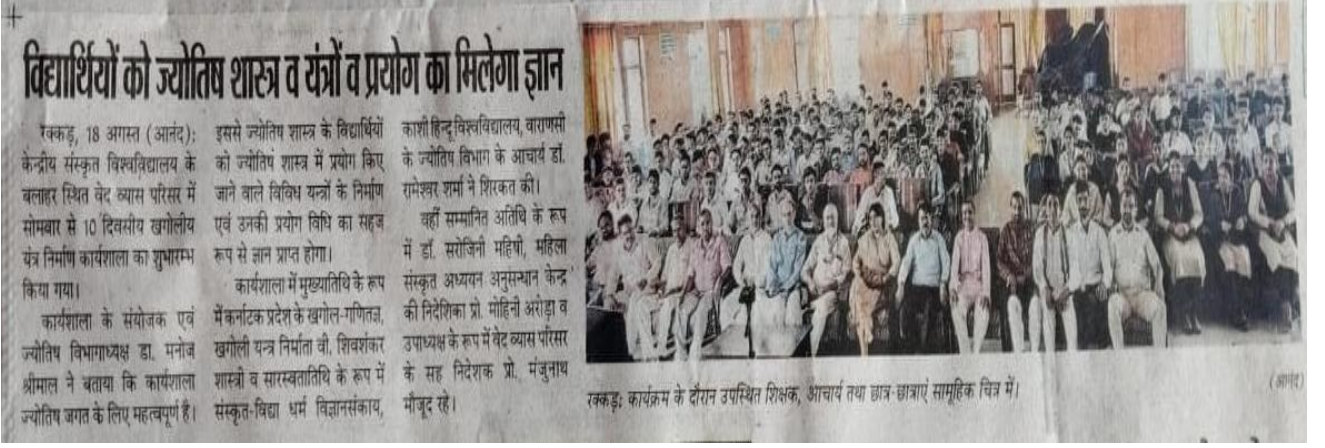 विद्यार्थियों को ज्योतिष शास्त्र व यंत्रों व प्रयोग का मिलेगा ज्ञान
रक्कड़, 18 अगस्त (आनंद):
केन्द्रीय संस्कृत विश्वविद्यालय के
बलाहर स्थित वेद व्यास परिसर में
सोमवार से 10 दिवसीय खगोलीय
यंत्र निर्माण कार्यशाला का शुभारम्भ
किया गया।
कार्यशाला के संयोजक एवं
ज्योतिष विभागाध्यक्ष डा. मनोज
श्रीमाल ने बताया कि कार्यशाला
ज्योतिष जगत के लिए महत्वपूर्ण है।
इससे ज्योतिष शास्त्र के विद्यार्थियों
को ज्योतिष शास्त्र में प्रयोग किए
जाने वाले विविध यन्त्रों के निर्माण
एवं उनकी प्रयोग विधि का सहज
रूप से ज्ञान प्राप्त होगा।
कार्यशाला में मुख्यातिथि के रूप
में कर्नाटक प्रदेश के खगोल-गणितज्ञ,
खगोली यन्त्र निर्माता वी. शिवशंकर
शास्त्री व सारस्वतातिथि के रूप में
संस्कृत-विद्या धर्म विज्ञानसंकाय,
काशी हिन्दू विश्वविद्यालय, वाराणसी
के ज्योतिष विभाग के आचार्य डॉ.
रामेश्वर शर्मा ने शिरकत की।
वहीं सम्मानित अतिथि के रूप
में डॉ. सरोजिनी महिषी, महिला
संस्कृत अध्ययन अनुसन्धान केन्द्र
की निदेशिका प्रो. मोहिनी अरोड़ा व
उपाध्यक्ष के रूप में वेद व्यास परिसर
के सह निदेशक प्रो. मंजुनाथ
मौजूद रहे।
रक्कड़: कार्यक्रम के दौरान उपस्थित शिक्षक, आचार्य तथा छात्र-छात्राएं सामूहिक चित्र में।
(आनंद)